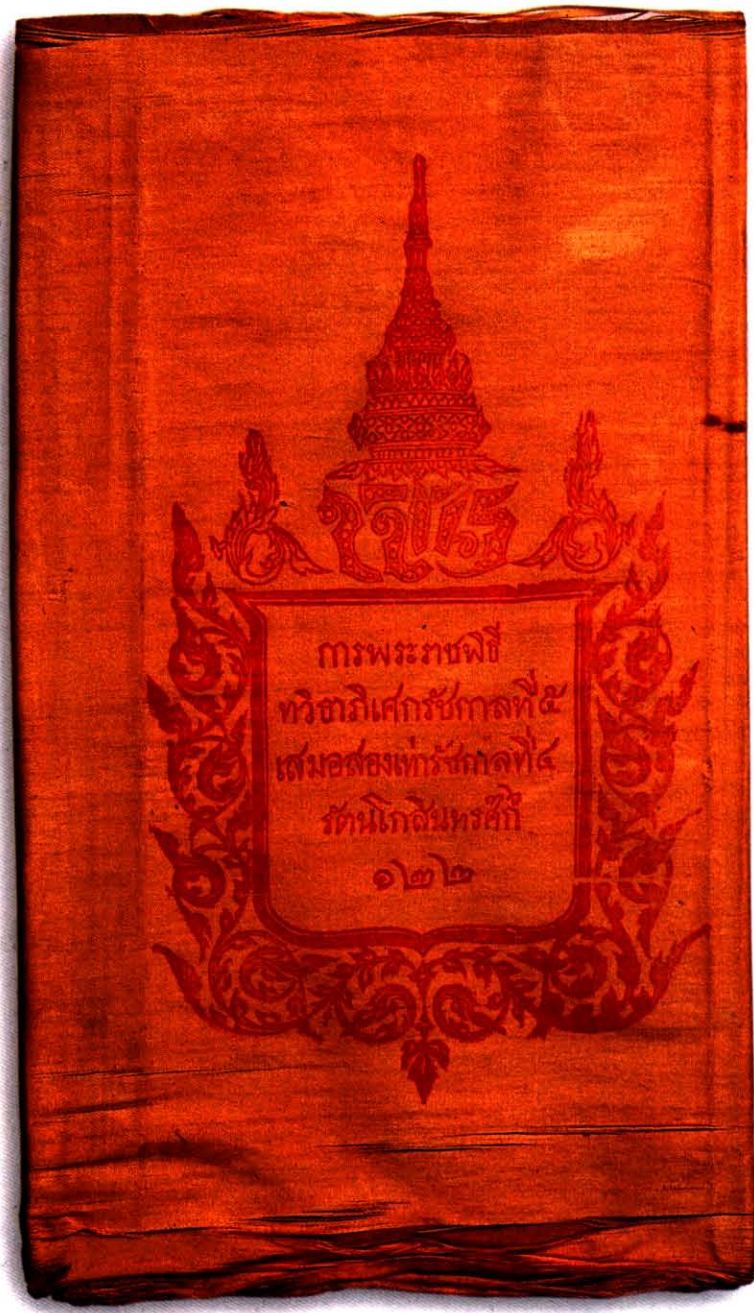 การพระราชพิธี
ทวิธาภิเศกรัชกาลที่๕
เสมอสองเท่ารัชกาลที่๔
รัตนโกสินทรศก๊
๑๒๒